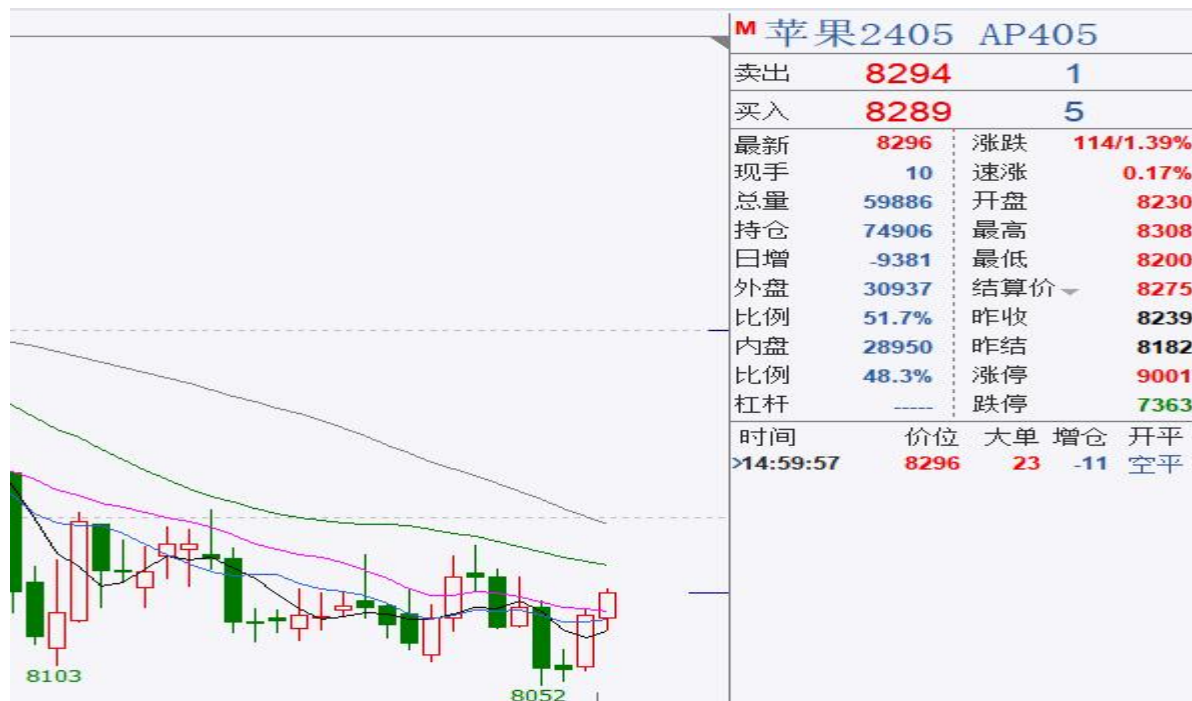 M 苹果2405 AP405
卖出 8294 1
买入 8289 5
最新 8296 涨跌 114/1.39%
现手 10 速涨 0.17%
总量 59886 开盘 8230
持仓 74906 最高 8308
日增 -9381 最低 8200
外盘 30937 结算价 8275
比例 51.7% 昨收 8239
内盘 28950 昨结 8182
比例 48.3% 涨停 9001
杠杆 ----- 跌停 7363
时间 价位 大单 增仓 开平
>14:59:57 8296 23 -11 空平
8103
8052